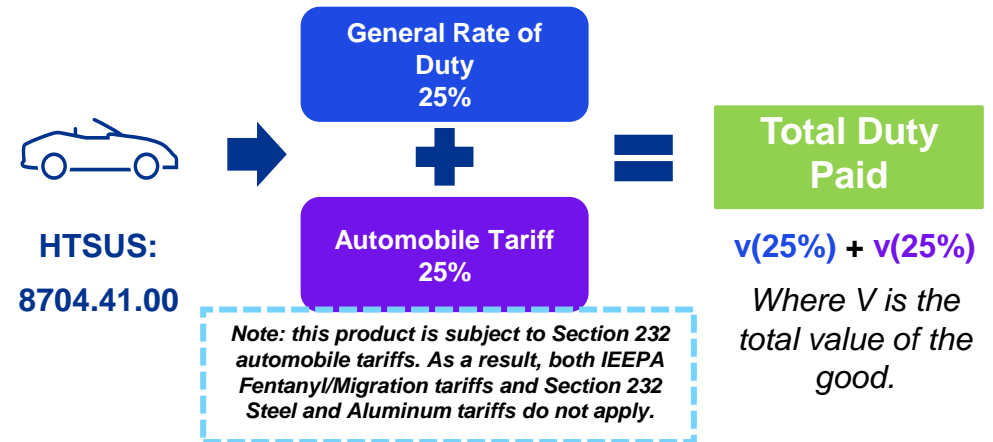 General Rate of
Duty
25%
Automobile Tariff
25%
HTSUS:
8704.41.00
Note: this product is subject to Section 232
automobile tariffs. As a result, both IEEPA
Fentanyl/Migration tariffs and Section 232
Steel and Aluminum tariffs do not apply.
Total Duty
Paid
v(25%) + v(25%)
Where V is the
total value of the
good.